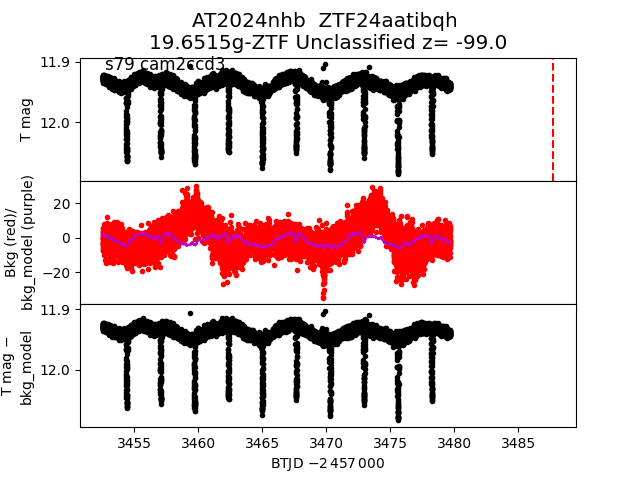 AT2024nhb  ZTF24aatibqh
19.6515g-ZTF Unclassified z= -99.0
s79 cam2ccd3
11.9
12.0
T mag
20
0
−20
Bkg (red)/
bkg_model (purple)
11.9
12.0
T mag −
bkg_model
3455 3460 3465 3470 3475 3480 3485
BTJD −2 457 000